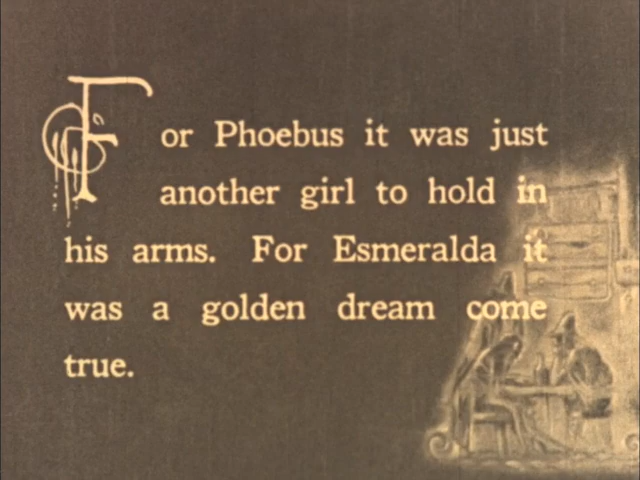 For Phoebus it was just
another girl to hold in
his arms. For Esmeralda it
was a golden dream come
true.